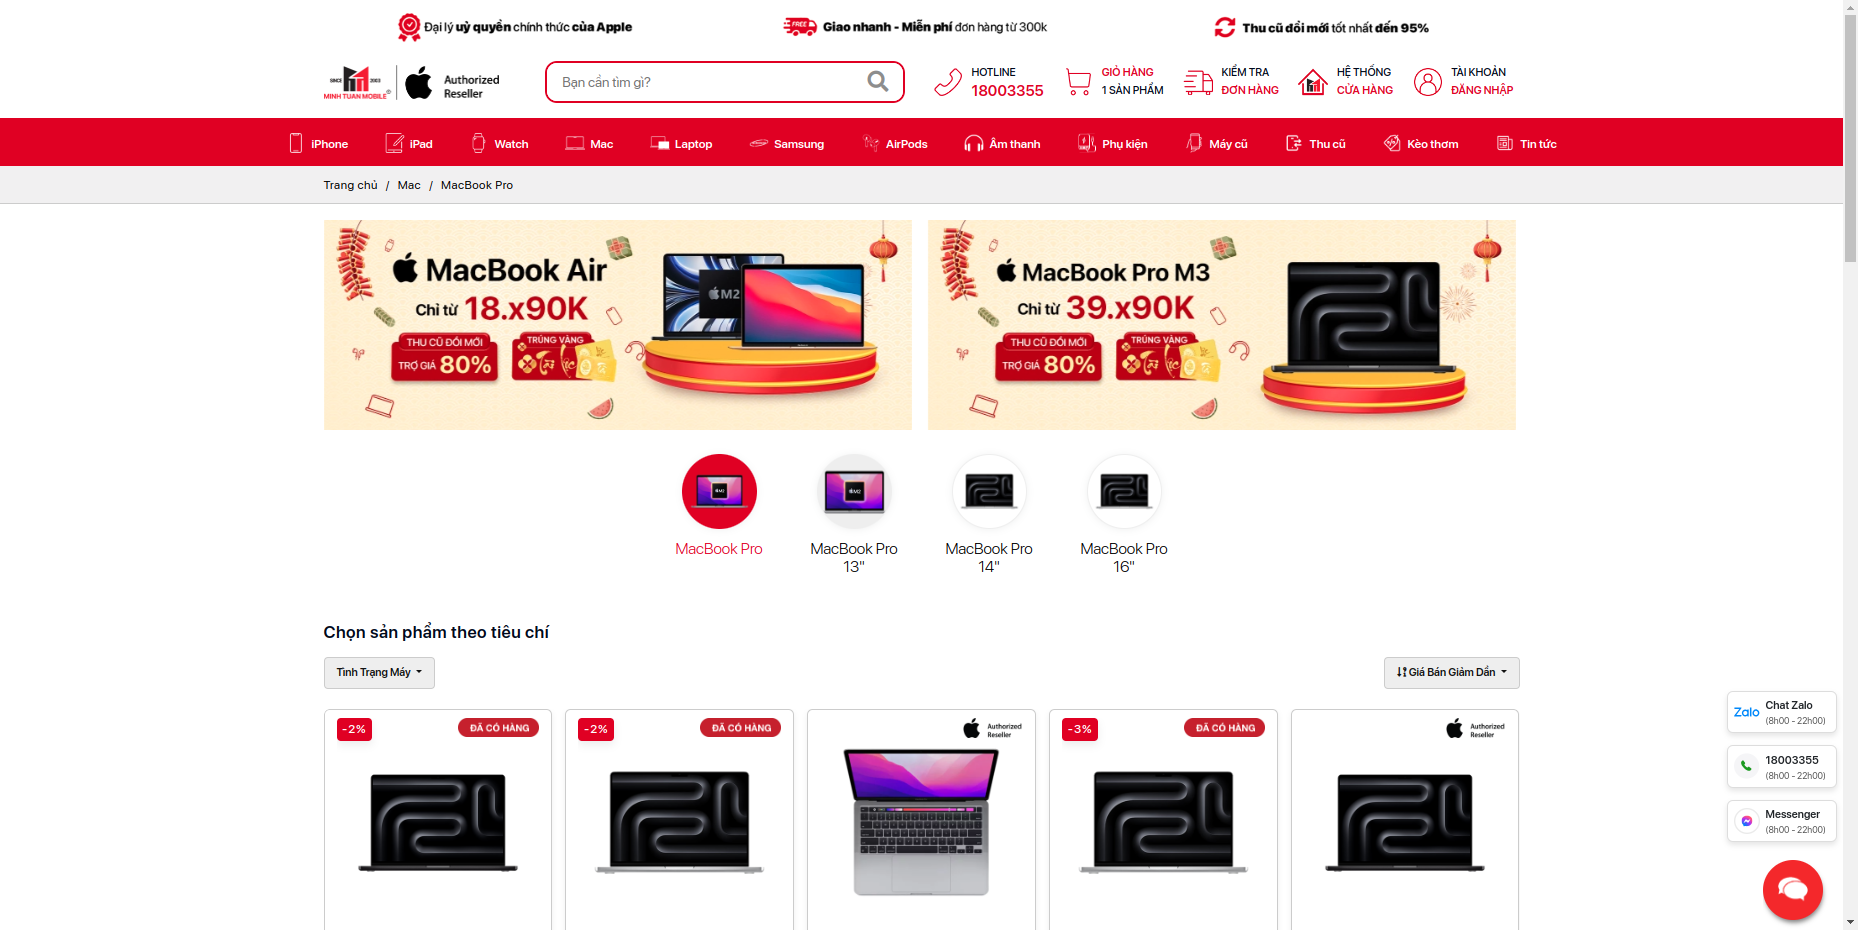 Đại lý uỷ quyền chính thức của Apple
FREE
Giao nhanh - Miễn phí đơn hàng từ 300k
Thu cũ đổi mới tốt nhất đến 95%
SINCE 2003
MINH TUAN MOBILE
Authorized
Reseller
Bạn cần tìm gì?
HOTLINE
18003355
GIỎ HÀNG
1 SẢN PHẨM
KIỂM TRA
ĐƠN HÀNG
HỆ THỐNG
CỬA HÀNG
TÀI KHOẢN
ĐĂNG NHẬP
iPhone
iPad
Watch
Mac
Laptop
Samsung
AirPods
Âm thanh
Phụ kiện
Máy cũ
Thu cũ
Kèo thơm
Tin tức
Trang chủ / Mac / MacBook Pro
MacBook Air
Chỉ từ 18.x90K
THU CŨ ĐỔI MỚI
TRỢ GIÁ 80%
TRÚNG VÀNG
M2
MacBook Pro M3
Chỉ từ 39.x90K
THU CŨ ĐỔI MỚI
TRỢ GIÁ 80%
TRÚNG VÀNG
M2
M2
MacBook Pro
MacBook Pro
13"
MacBook Pro
14"
MacBook Pro
16"
Chọn sản phẩm theo tiêu chí
Tình Trạng Máy
Giá Bán Giảm Dần
-2%
ĐÃ CÓ HÀNG
-2%
ĐÃ CÓ HÀNG
Authorized
Reseller
-3%
ĐÃ CÓ HÀNG
Authorized
Reseller
Zalo
Chat Zalo
(8h00 - 22h00)
18003355
(8h00 - 22h00)
Messenger
(8h00 - 22h00)